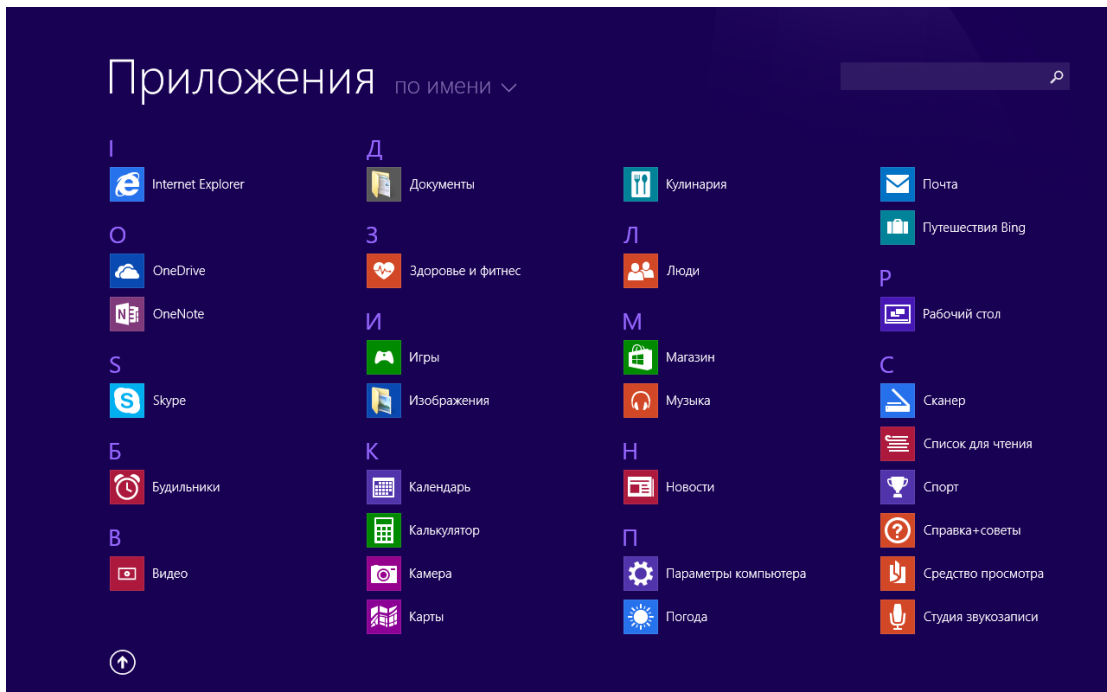 Приложения по имени
I
Internet Explorer
O
OneDrive
OneNote
S
Skype
Б
Будильники
В
Видео
Д
Документы
З
Здоровье и фитнес
И
Игры
Изображения
К
Календарь
Калькулятор
Камера
Карты
Кулинария
Л
Люди
М
Магазин
Музыка
Н
Новости
П
Параметры компьютера
Погода
Почта
Путешествия Bing
Р
Рабочий стол
С
Сканер
Список для чтения
Спорт
Справка+советы
Средство просмотра
Студия звукозаписи